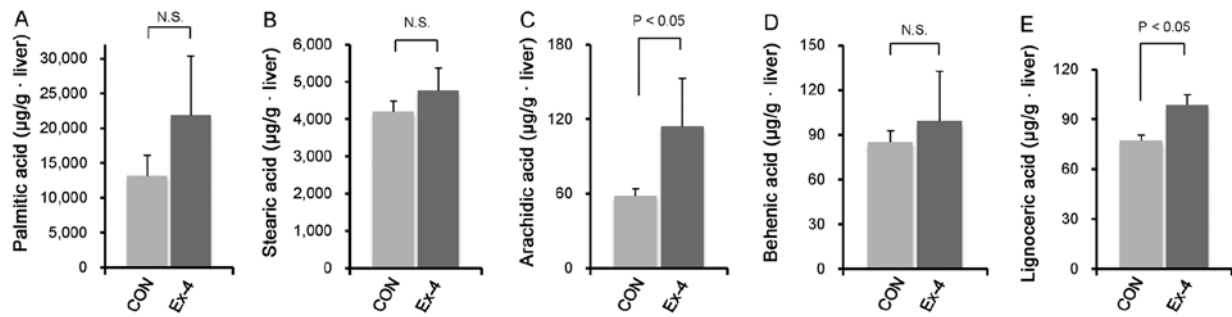 A
N.S.
Palmitic acid (µg/g · liver)
30,000
25,000
20,000
15,000
10,000
5,000
0
CON
Ex-4
B
N.S.
Stearic acid (µg/g · liver)
6,000
5,000
4,000
3,000
2,000
1,000
0
CON
Ex-4
C
P < 0.05
Arachidic acid (µg/g · liver)
180
120
60
0
CON
Ex-4
D
N.S.
Behenic acid (µg/g · liver)
150
120
90
60
30
0
CON
Ex-4
E
P < 0.05
Lignoceric acid (µg/g · liver)
120
90
60
30
0
CON
Ex-4